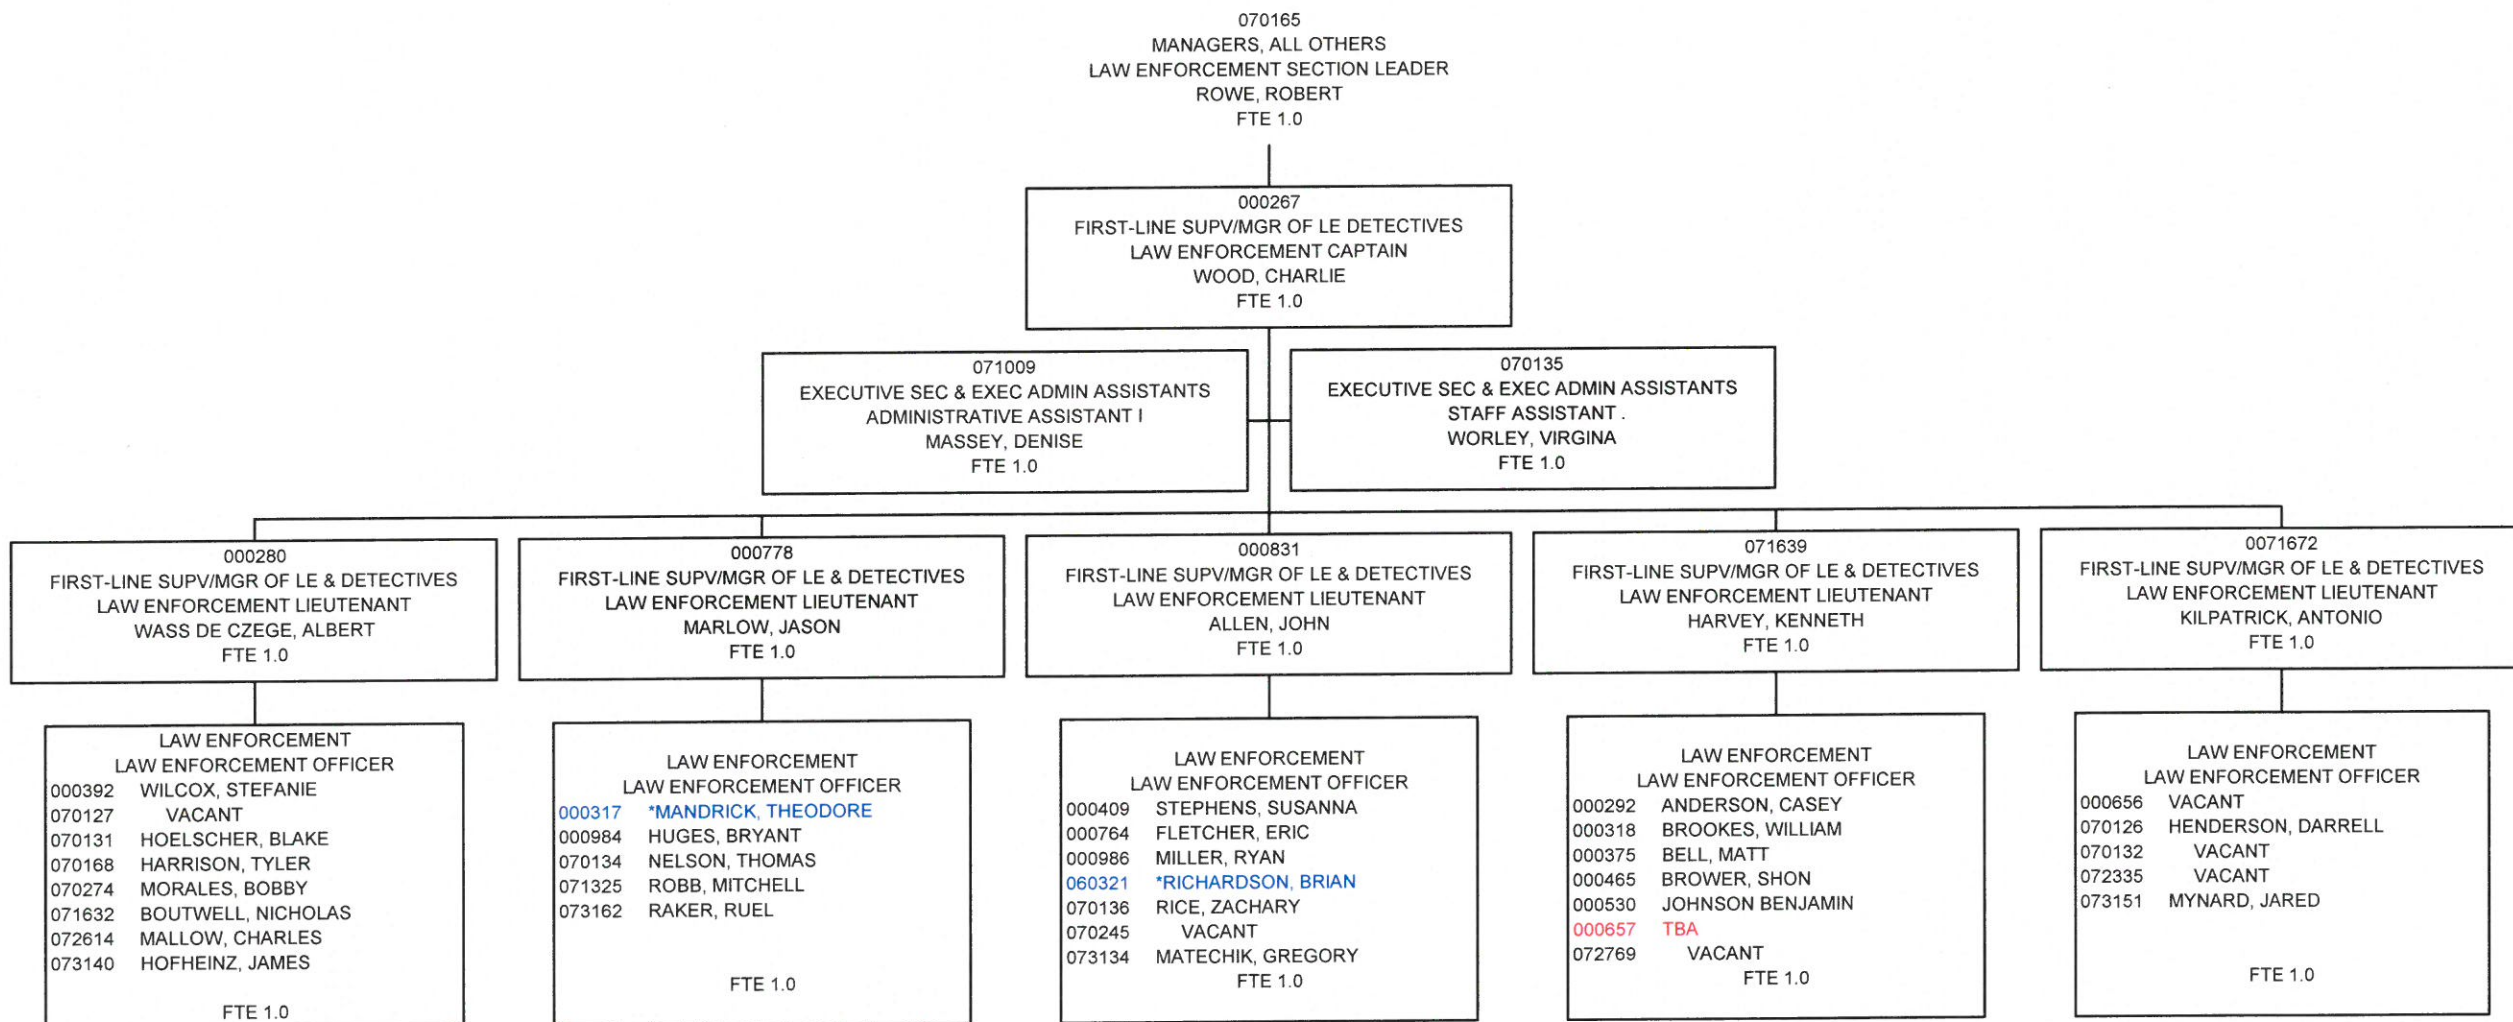 070165
MANAGERS, ALL OTHERS
LAW ENFORCEMENT SECTION LEADER
ROWE, ROBERT
FTE 1.0
000267
FIRST-LINE SUPV/MGR OF LE DETECTIVES
LAW ENFORCEMENT CAPTAIN
WOOD, CHARLIE
FTE 1.0
071009
EXECUTIVE SEC & EXEC ADMIN ASSISTANTS
ADMINISTRATIVE ASSISTANT I
MASSEY, DENISE
FTE 1.0
070135
EXECUTIVE SEC & EXEC ADMIN ASSISTANTS
STAFF ASSISTANT .
WORLEY, VIRGINA
FTE 1.0
000280
FIRST-LINE SUPV/MGR OF LE & DETECTIVES
LAW ENFORCEMENT LIEUTENANT
WASS DE CZEGE, ALBERT
FTE 1.0
000778
FIRST-LINE SUPV/MGR OF LE & DETECTIVES
LAW ENFORCEMENT LIEUTENANT
MARLOW, JASON
FTE 1.0
000831
FIRST-LINE SUPV/MGR OF LE & DETECTIVES
LAW ENFORCEMENT LIEUTENANT
ALLEN, JOHN
FTE 1.0
071639
FIRST-LINE SUPV/MGR OF LE & DETECTIVES
LAW ENFORCEMENT LIEUTENANT
HARVEY, KENNETH
FTE 1.0
0071672
FIRST-LINE SUPV/MGR OF LE & DETECTIVES
LAW ENFORCEMENT LIEUTENANT
KILPATRICK, ANTONIO
FTE 1.0
LAW ENFORCEMENT
LAW ENFORCEMENT OFFICER
000392 WILCOX, STEFANIE
070127 VACANT
070131 HOELSCHER, BLAKE
070168 HARRISON, TYLER
070274 MORALES, BOBBY
071632 BOUTWELL, NICHOLAS
072614 MALLOW, CHARLES
073140 HOFHEINZ, JAMES
FTE 1.0
LAW ENFORCEMENT
LAW ENFORCEMENT OFFICER
000317 *MANDRICK, THEODORE
000984 HUGES, BRYANT
070134 NELSON, THOMAS
071325 ROBB, MITCHELL
073162 RAKER, RUEL
FTE 1.0
LAW ENFORCEMENT
LAW ENFORCEMENT OFFICER
000409 STEPHENS, SUSANNA
000764 FLETCHER, ERIC
000986 MILLER, RYAN
060321 *RICHARDSON, BRIAN
070136 RICE, ZACHARY
070245 VACANT
073134 MATECHIK, GREGORY
FTE 1.0
LAW ENFORCEMENT
LAW ENFORCEMENT OFFICER
000292 ANDERSON, CASEY
000318 BROOKES, WILLIAM
000375 BELL, MATT
000465 BROWER, SHON
000530 JOHNSON BENJAMIN
000657 TBA
072769 VACANT
FTE 1.0
LAW ENFORCEMENT
LAW ENFORCEMENT OFFICER
000656 VACANT
070126 HENDERSON, DARRELL
070132 VACANT
072335 VACANT
073151 MYNARD, JARED
FTE 1.0